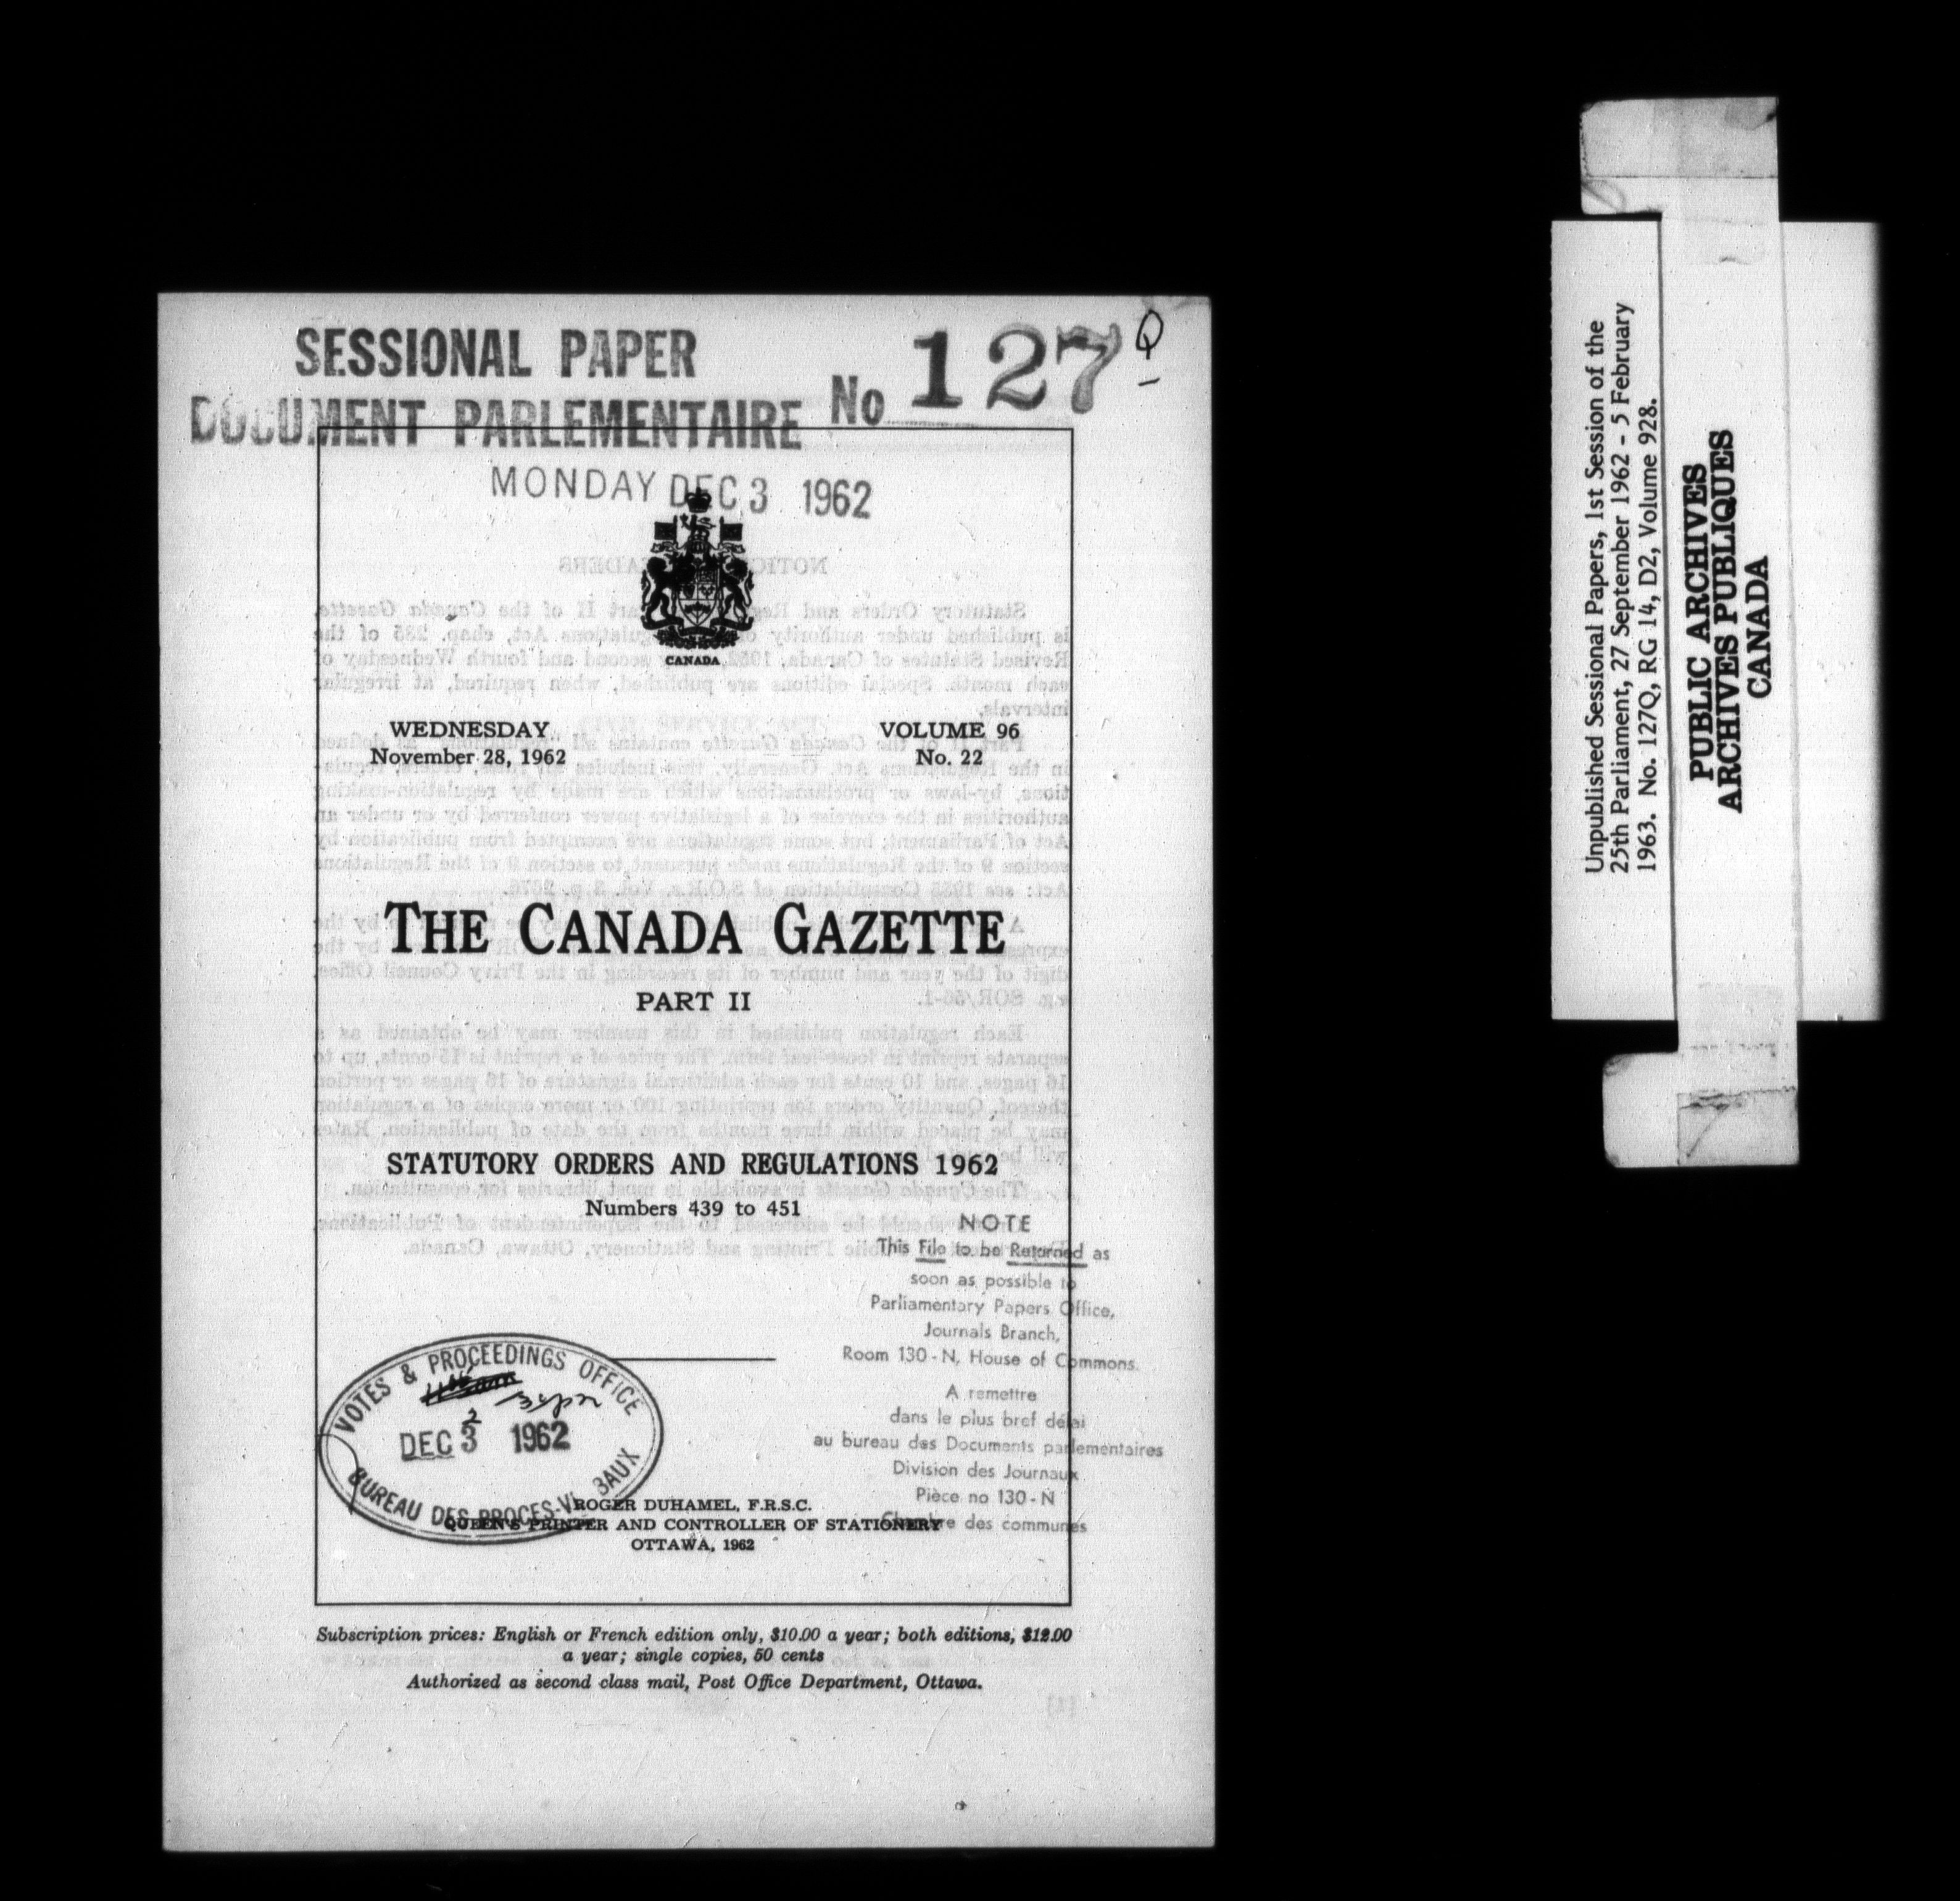 SESSIONAL PAPER
DOCUMENT PARLEMENTAIRE No 127 Q
MONDAY DEC 3 1962
CANADA
WEDNESDAY
November 28, 1962
VOLUME 96
No. 22
THE CANADA GAZETTE
PART II
STATUTORY ORDERS AND REGULATIONS 1962
Numbers 439 to 451
NOTE
This File to be Returned as
soon as possible to
Parliamentary Papers Office,
Journals Branch,
Room 130-N, House of Commons.
A remettre
dans le plus bref délai
au bureau des Documents parlementaires
Division des Journaux
Pièce no 130-N
Chambre des communes
VOTES & PROCEEDINGS OFFICE
DEC 3 1962
BUREAU DES PROCES-
ROGER DUHAMEL, F.R.S.C.
QUEEN'S PRINTER AND CONTROLLER OF STATIONERY
OTTAWA, 1962
Subscription prices: English or French edition only, $10.00 a year; both editions, $12.00
a year; single copies, 50 cents
Authorized as second class mail, Post Office Department, Ottawa.
Unpublished Sessional Papers, 1st Session of the
25th Parliament, 27 September 1962 - 5 February
1963. No. 127Q, RG 14, D2, Volume 928.
PUBLIC ARCHIVES
ARCHIVES PUBLIQUES
CANADA